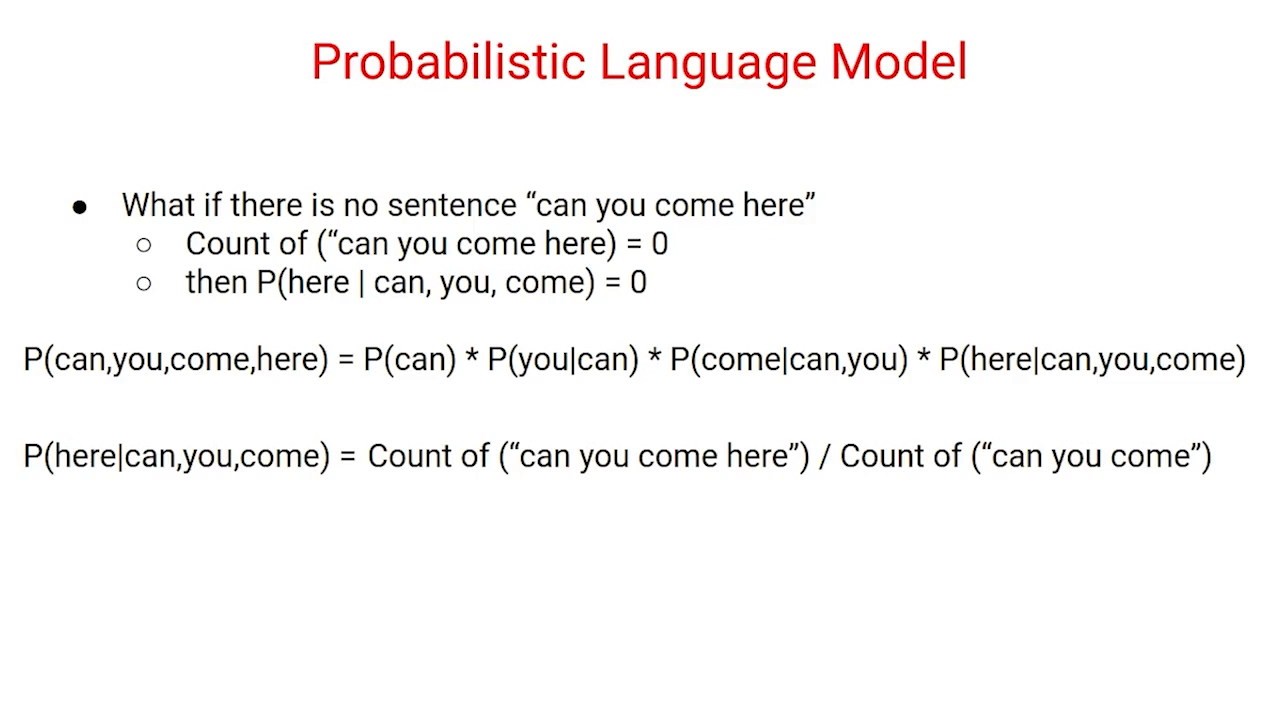 Probabilistic Language Model
● What if there is no sentence “can you come here”
○ Count of (“can you come here) = 0
○ then P(here | can, you, come) = 0
P(can,you,come,here) = P(can) * P(you|can) * P(come|can,you) * P(here|can,you,come)
P(here|can,you,come) = Count of (“can you come here”) / Count of (“can you come”)